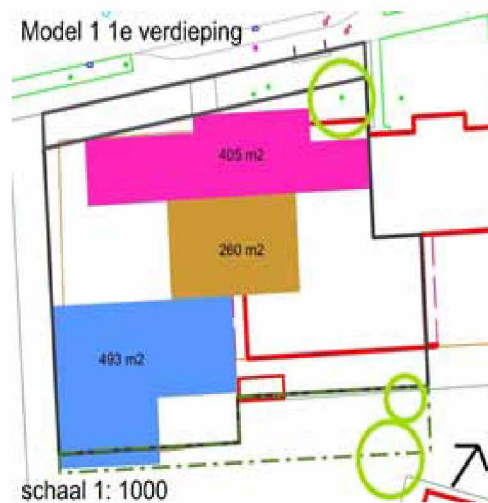 Model 1 1e verdieping
405 m2
260 m2
493 m2
schaal 1: 1000